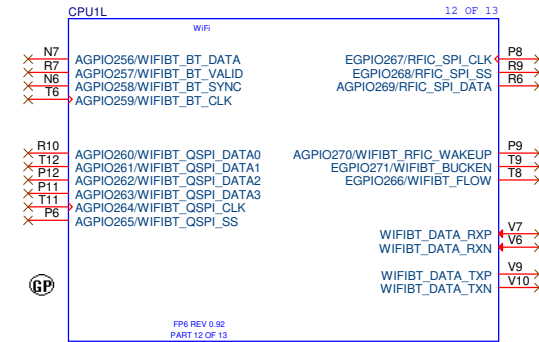 CPU1L 12 OF 13
WiFi
N7 AGPIO256/WIFIBT_BT_DATA
R7 AGPIO257/WIFIBT_BT_VALID
N6 AGPIO258/WIFIBT_BT_SYNC
T6 AGPIO259/WIFIBT_BT_CLK
EGPIO267/RFIC_SPI_CLK P8
EGPIO268/RFIC_SPI_SS R9
AGPIO269/RFIC_SPI_DATA R6
R10 AGPIO260/WIFIBT_QSPI_DATA0
T12 AGPIO261/WIFIBT_QSPI_DATA1
P12 AGPIO262/WIFIBT_QSPI_DATA2
P11 AGPIO263/WIFIBT_QSPI_DATA3
T11 AGPIO264/WIFIBT_QSPI_CLK
P6 AGPIO265/WIFIBT_QSPI_SS
AGPIO270/WIFIBT_RFIC_WAKEUP P9
EGPIO271/WIFIBT_BUCKEN T9
EGPIO266/WIFIBT_FLOW T8
WIFIBT_DATA_RXP V7
WIFIBT_DATA_RXN V6
WIFIBT_DATA_TXP V9
WIFIBT_DATA_TXN V10
GP
FP6 REV 0.92
PART 12 OF 13